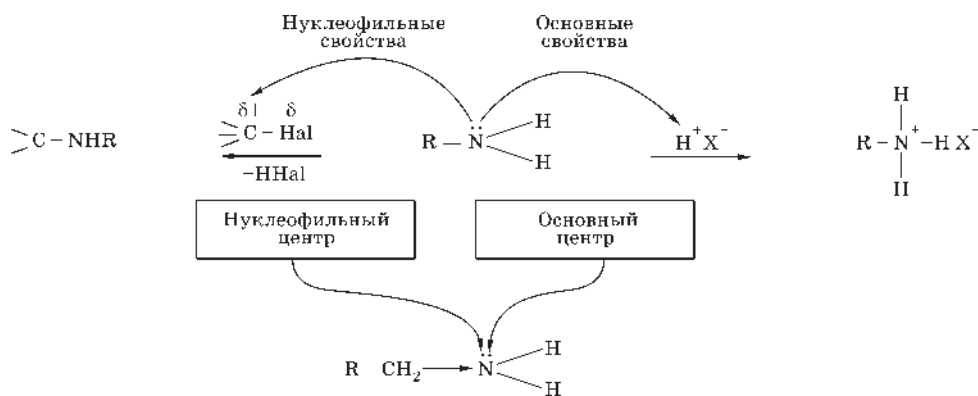 Нуклеофильные
свойства
Основные
свойства
C–NHR
δ+ δ
C–Hal
–HHal
R–N̈
H
H
H⁺X⁻
H
R–N⁺–H X⁻
H
Нуклеофильный
центр
Основный
центр
R CH₂→N̈
H
H